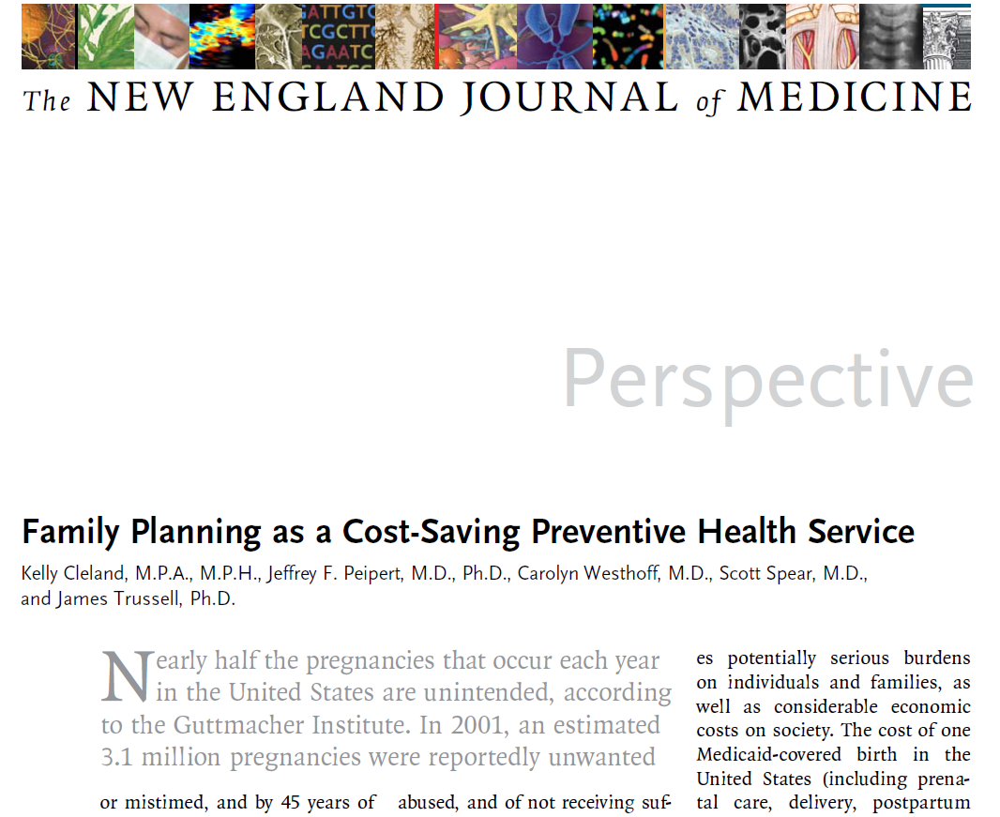 GATTGTC
TCGCTT
AGAATC
The NEW ENGLAND JOURNAL of MEDICINE
Perspective
Family Planning as a Cost-Saving Preventive Health Service
Kelly Cleland, M.P.A., M.P.H., Jeffrey F. Peipert, M.D., Ph.D., Carolyn Westhoff, M.D., Scott Spear, M.D.,
and James Trussell, Ph.D.
Nearly half the pregnancies that occur each year
in the United States are unintended, according
to the Guttmacher Institute. In 2001, an estimated
3.1 million pregnancies were reportedly unwanted
or mistimed, and by 45 years of
abused, and of not receiving suf-
es potentially serious burdens
on individuals and families, as
well as considerable economic
costs on society. The cost of one
Medicaid-covered birth in the
United States (including prena-
tal care, delivery, postpartum